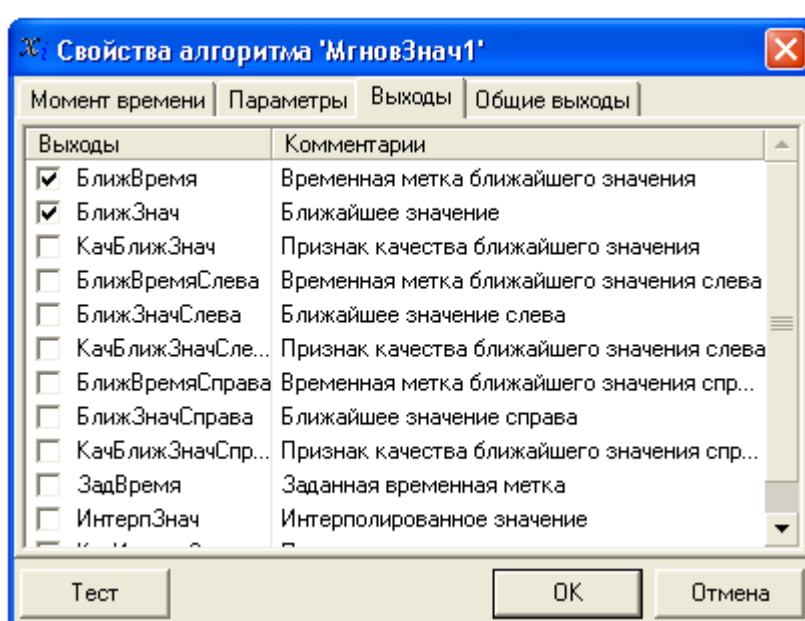 Xi Свойства алгоритма 'МгновЗнач1'
Момент времени Параметры Выходы Общие выходы
Выходы Комментарии
БлижВремя Временная метка ближайшего значения
БлижЗнач Ближайшее значение
КачБлижЗнач Признак качества ближайшего значения
БлижВремяСлева Временная метка ближайшего значения слева
БлижЗначСлева Ближайшее значение слева
КачБлижЗначСле... Признак качества ближайшего значения слева
БлижВремяСправа Временная метка ближайшего значения спр...
БлижЗначСправа Ближайшее значение справа
КачБлижЗначСпр... Признак качества ближайшего значения спр...
ЗадВремя Заданная временная метка
ИнтерпЗнач Интерполированное значение
Тест OK Отмена